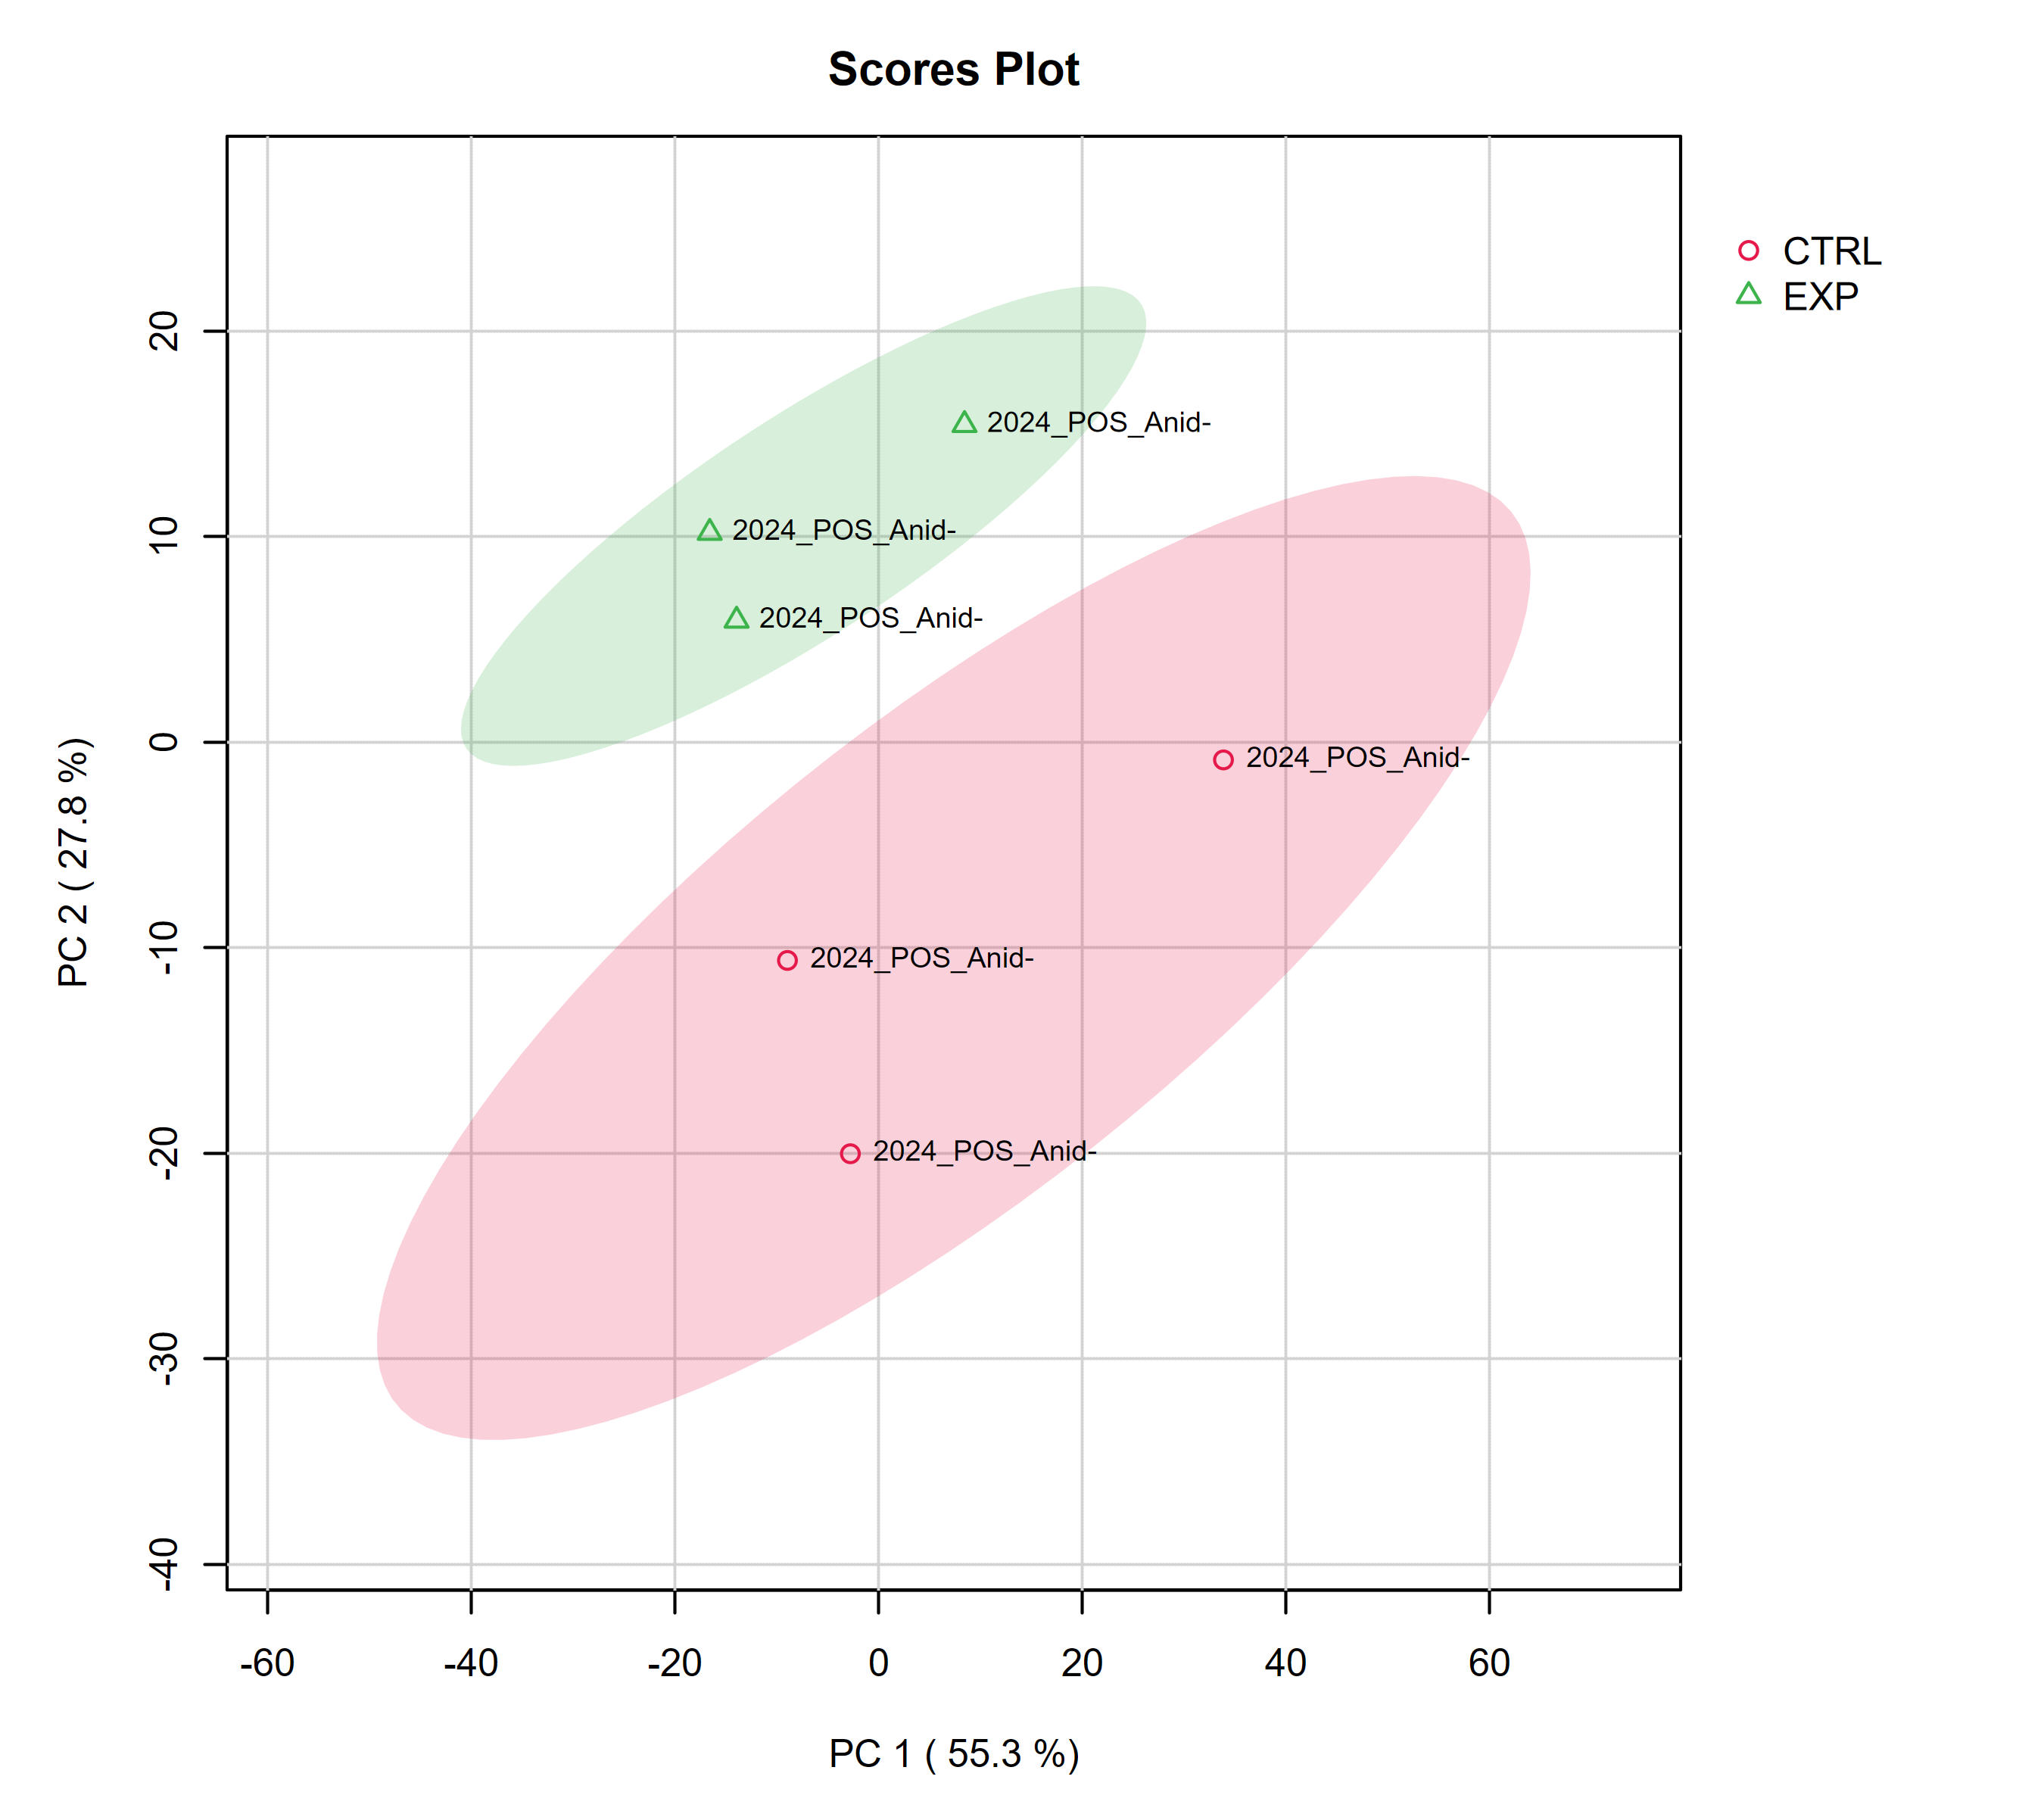 Scores Plot
CTRL
EXP
2024_POS_Anid-
2024_POS_Anid-
2024_POS_Anid-
2024_POS_Anid-
2024_POS_Anid-
2024_POS_Anid-
20
10
0
-10
-20
-30
-40
PC 2 ( 27.8 %)
-60 -40 -20 0 20 40 60
PC 1 ( 55.3 %)